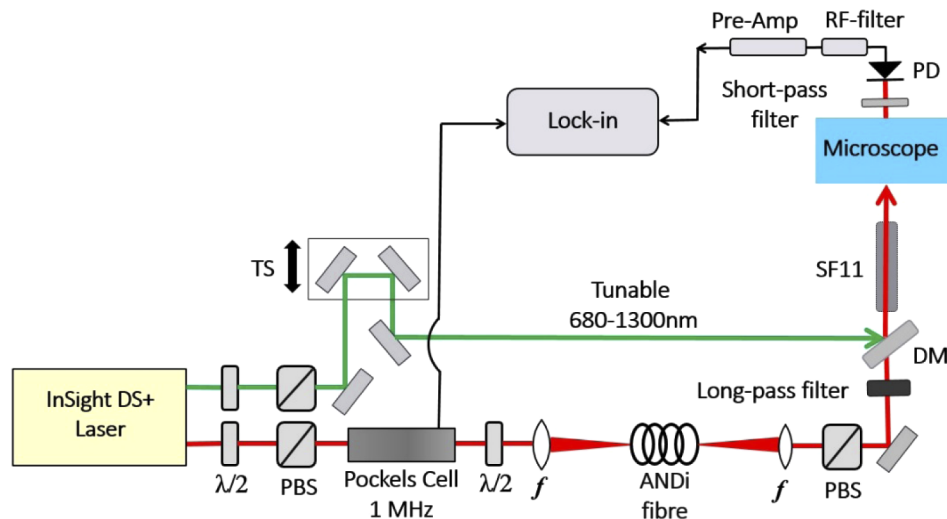 Pre-Amp
RF-filter
PD
Short-pass
filter
Lock-in
Microscope
TS
SF11
Tunable
680-1300nm
DM
InSight DS+
Laser
Long-pass filter
λ/2
PBS
Pockels Cell
1 MHz
λ/2
f
ANDi
fibre
f
PBS